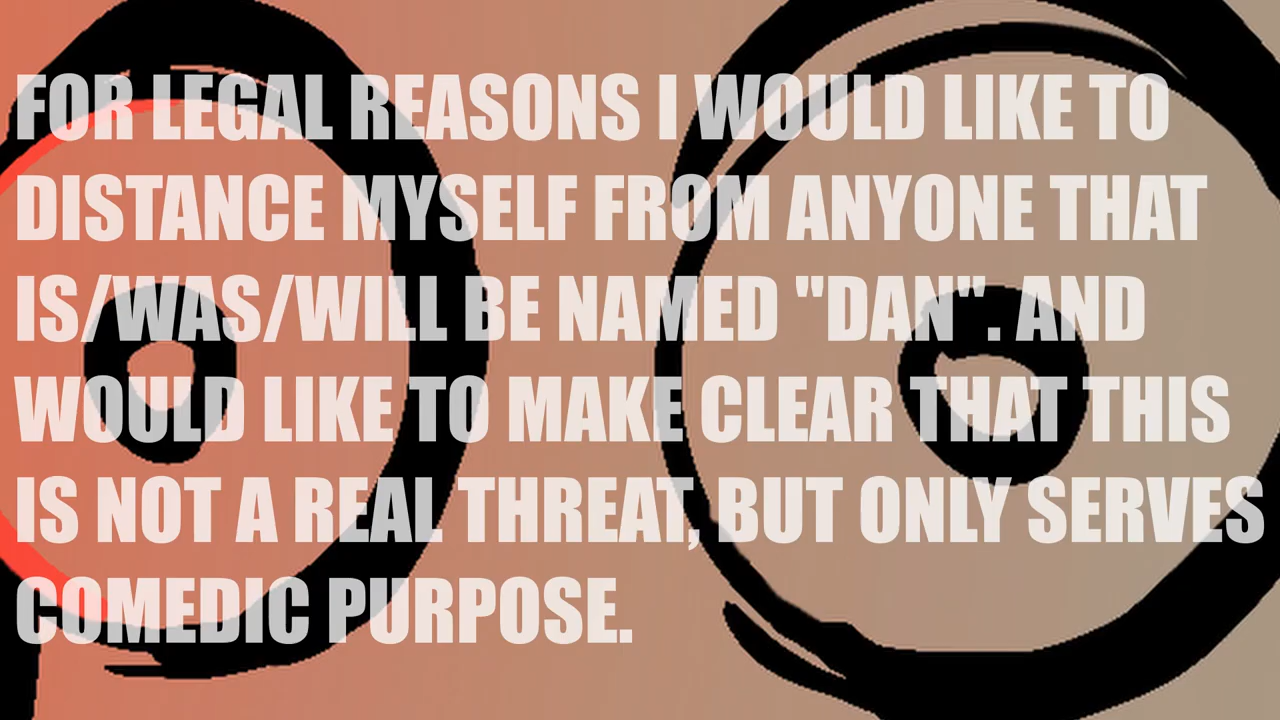 FOR LEGAL REASONS I WOULD LIKE TO
DISTANCE MYSELF FROM ANYONE THAT
IS/WAS/WILL BE NAMED "DAN". AND
WOULD LIKE TO MAKE CLEAR THAT THIS
IS NOT A REAL THREAT, BUT ONLY SERVES
COMEDIC PURPOSE.